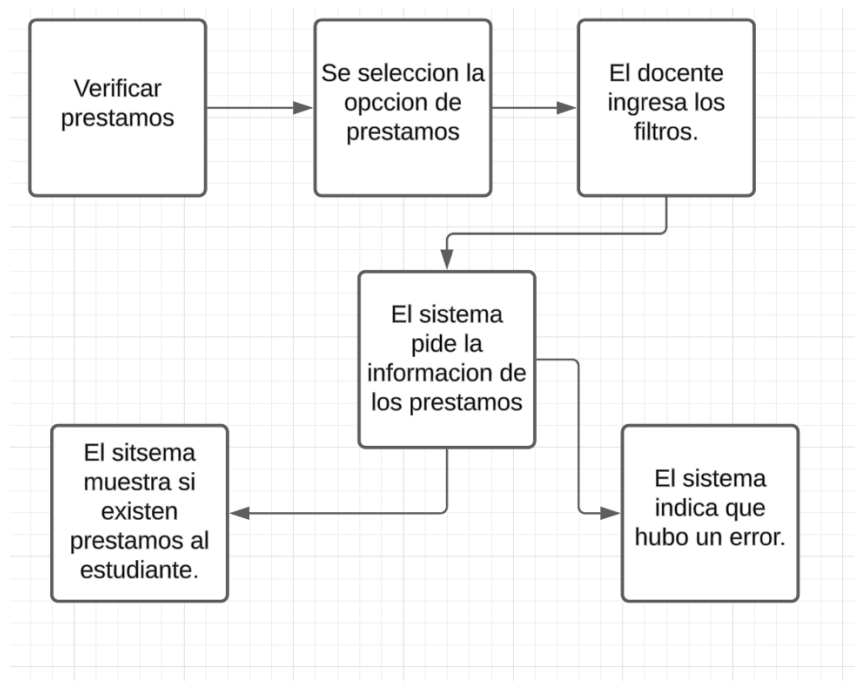 Verificar
prestamos
Se seleccion la
opccion de
prestamos
El docente
ingresa los
filtros.
El sistema
pide la
informacion de
los prestamos
El sitsema
muestra si
existen
prestamos al
estudiante.
El sistema
indica que
hubo un error.